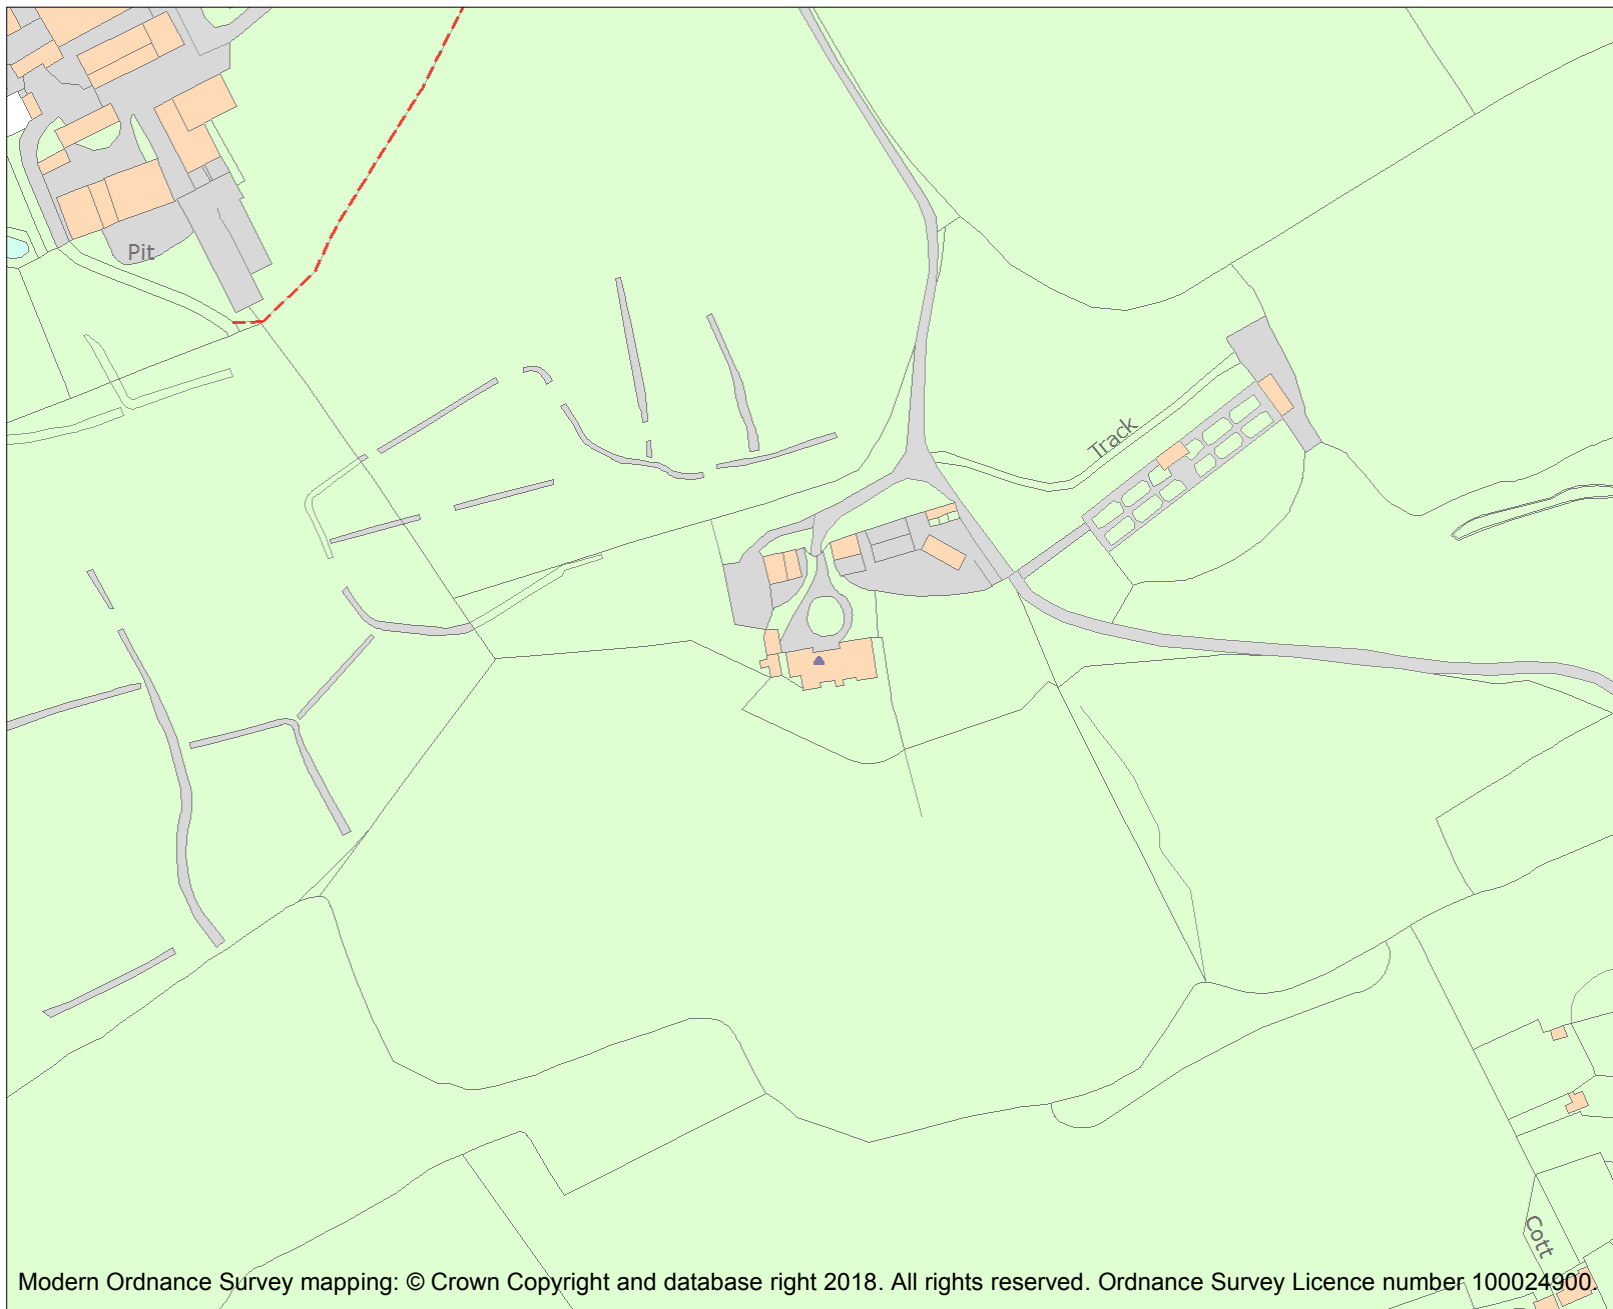 Pit
Track
Cott
Modern Ordnance Survey mapping: © Crown Copyright and database right 2018. All rights reserved. Ordnance Survey Licence number 100024900.